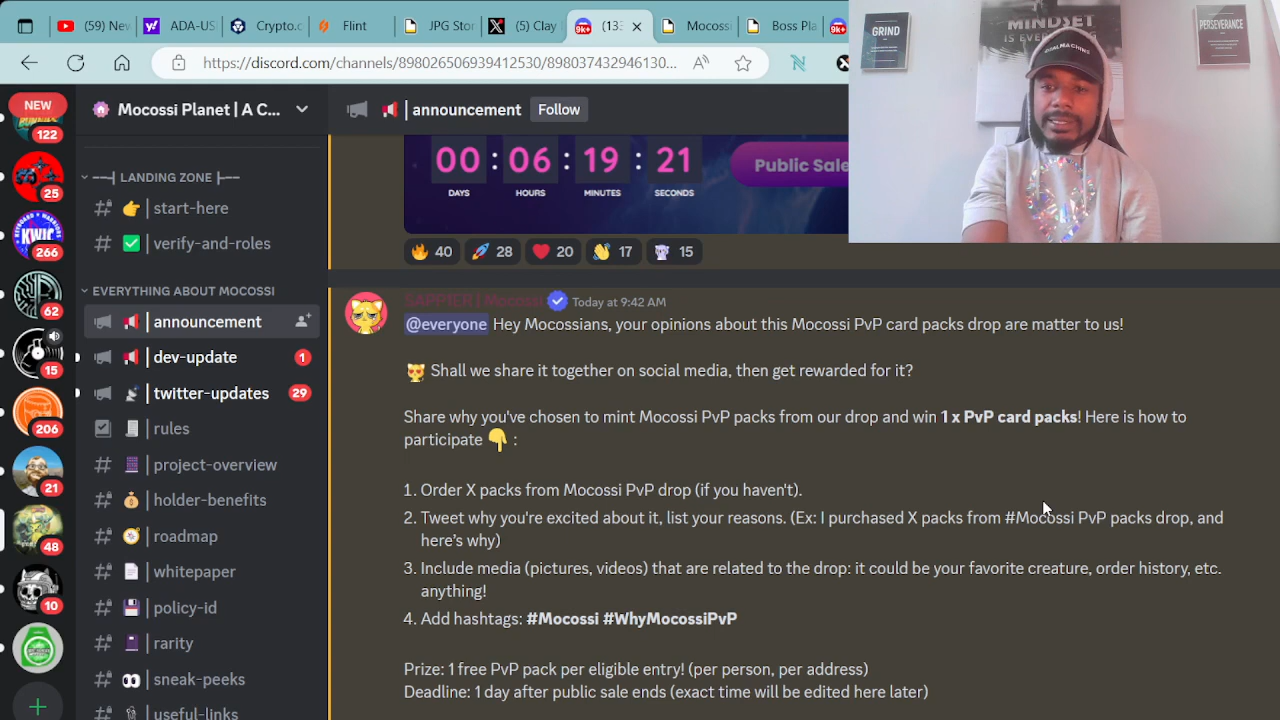 (59) Nev
ADA-US
Crypto.c
Flint
JPG Stor
(5) Clay
9K+
(133
Mocoss
Boss Pla
9K+
https://discord.com/channels/898026506939412530/898037432946130...
GRIND
MINDSET
PERSEVERANCE
NEW
122
25
266
62
15
206
21
48
10
Mocossi Planet | A C...
LANDING ZONE
start-here
verify-and-roles
EVERYTHING ABOUT MOCOSSI
announcement
dev-update
1
twitter-updates
29
rules
project-overview
holder-benefits
roadmap
whitepaper
policy-id
rarity
sneak-peeks
useful-links
announcement
Follow
00 : 06 : 19 : 21
DAYS HOURS MINUTES SECONDS
Public Sale
40 28 20 17 15
SAPPIER | Mocossi Today at 9:42 AM
@everyone Hey Mocossians, your opinions about this Mocossi PvP card packs drop are matter to us!
Shall we share it together on social media, then get rewarded for it?
Share why you've chosen to mint Mocossi PvP packs from our drop and win 1 x PvP card packs! Here is how to
participate :
1. Order X packs from Mocossi PvP drop (if you haven't).
2. Tweet why you're excited about it, list your reasons. (Ex: I purchased X packs from #Mocossi PvP packs drop, and
here's why)
3. Include media (pictures, videos) that are related to the drop: it could be your favorite creature, order history, etc.
anything!
4. Add hashtags: #Mocossi #WhyMocossiPvP
Prize: 1 free PvP pack per eligible entry! (per person, per address)
Deadline: 1 day after public sale ends (exact time will be edited here later)